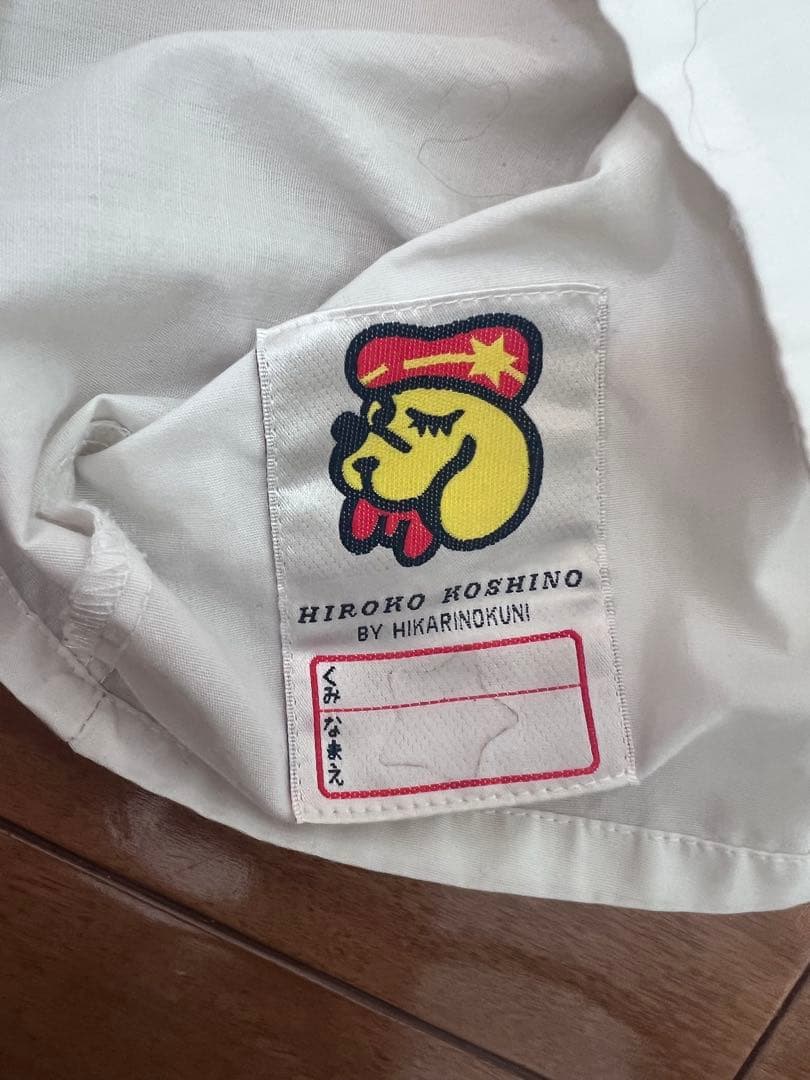 HIROKO KOSHINO
BY HIKARINOKUNI
くみ
なまえ